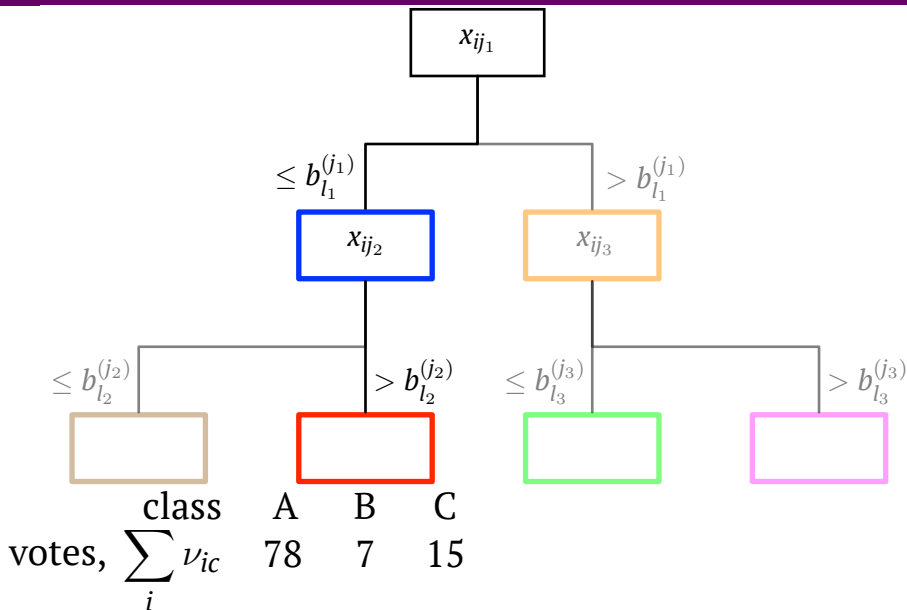 x_{ij_1}
≤ b_{l_1}^{(j_1)} > b_{l_1}^{(j_1)}
x_{ij_2} x_{ij_3}
≤ b_{l_2}^{(j_2)} > b_{l_2}^{(j_2)} ≤ b_{l_3}^{(j_3)} > b_{l_3}^{(j_3)}
class A B C
votes, ∑_i ν_{ic} 78 7 15